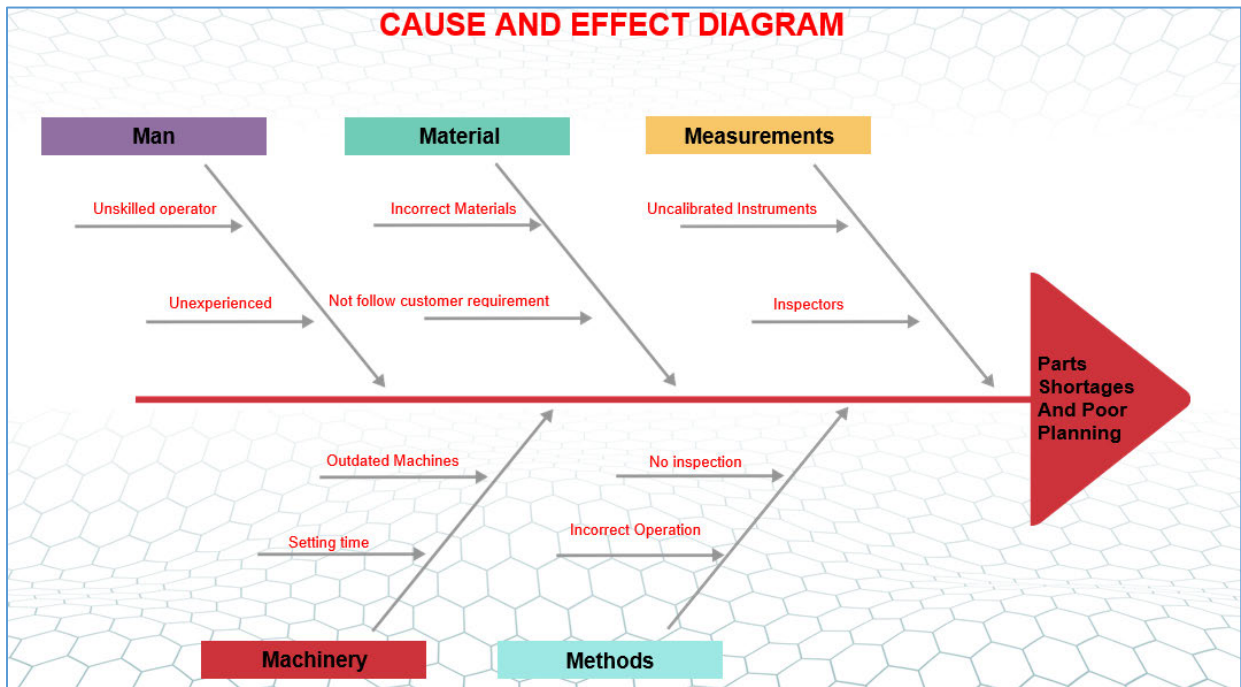 CAUSE AND EFFECT DIAGRAM
Man
Material
Measurements
Unskilled operator
Incorrect Materials
Uncalibrated Instruments
Unexperienced
Not follow customer requirement
Inspectors
Parts
Shortages
And Poor
Planning
Outdated Machines
No inspection
Setting time
Incorrect Operation
Machinery
Methods